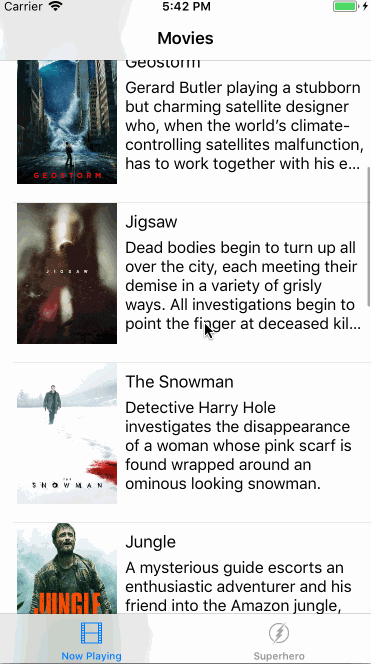 Carrier
5:42 PM
Movies
Geostorm
Gerard Butler playing a stubborn
but charming satellite designer
who, when the world's climate-
controlling satellites malfunction,
has to work together with his e...
GEOSTORM
Jigsaw
Dead bodies begin to turn up all
over the city, each meeting their
demise in a variety of grisly
ways. All investigations begin to
point the finger at deceased kil...
JIGSAW
The Snowman
Detective Harry Hole
investigates the disappearance
of a woman whose pink scarf is
found wrapped around an
ominous looking snowman.
THE
SNOWMAN
Jungle
A mysterious guide escorts an
enthusiastic adventurer and his
friend into the Amazon jungle,
JUNGLE
Now Playing
Superhero